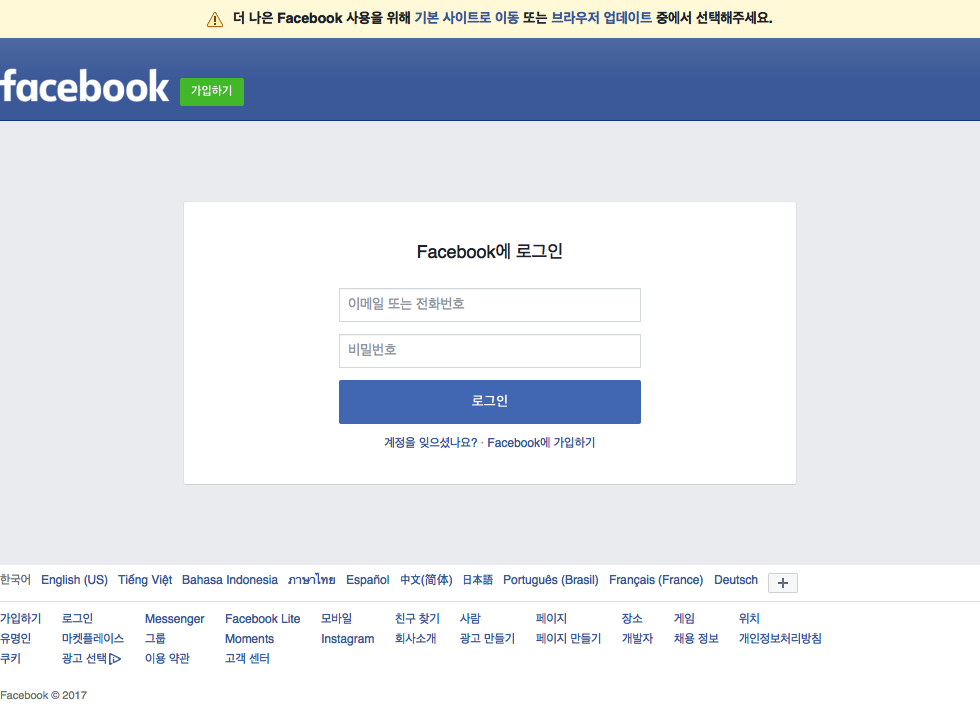 더 나은 Facebook 사용을 위해 기본 사이트로 이동 또는 브라우저 업데이트 중에서 선택해주세요.
facebook 가입하기
Facebook에 로그인
이메일 또는 전화번호
비밀번호
로그인
계정을 잊으셨나요? · Facebook에 가입하기
한국어 English (US) Tiếng Việt Bahasa Indonesia ภาษาไทย Español 中文(简体) 日本語 Português (Brasil) Français (France) Deutsch +
가입하기 로그인 Messenger Facebook Lite 모바일 친구 찾기 사람 페이지 장소 게임 위치
유명인 마켓플레이스 그룹 Moments Instagram 회사소개 광고 만들기 페이지 만들기 개발자 채용 정보 개인정보처리방침
쿠키 광고 선택 이용 약관 고객 센터
Facebook © 2017